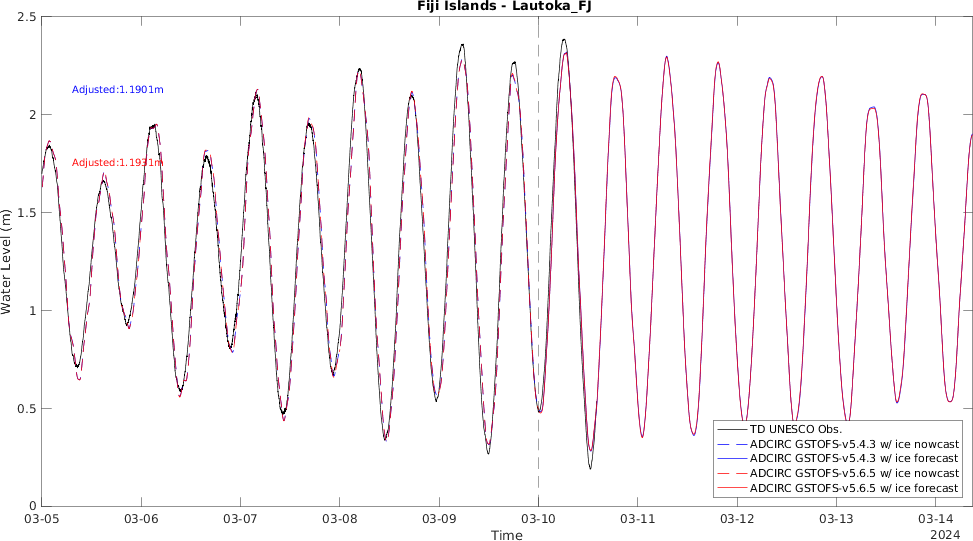 Fiji Islands - Lautoka_FJ
2.5
Adjusted:1.1901m
2
Adjusted:1.1931m
1.5
Water Level (m)
1
0.5
TD UNESCO Obs.
ADCIRC GSTOFS-v5.4.3 w/ ice nowcast
ADCIRC GSTOFS-v5.4.3 w/ ice forecast
ADCIRC GSTOFS-v5.6.5 w/ ice nowcast
ADCIRC GSTOFS-v5.6.5 w/ ice forecast
0
03-05 03-06 03-07 03-08 03-09 03-10 03-11 03-12 03-13 03-14
Time
2024